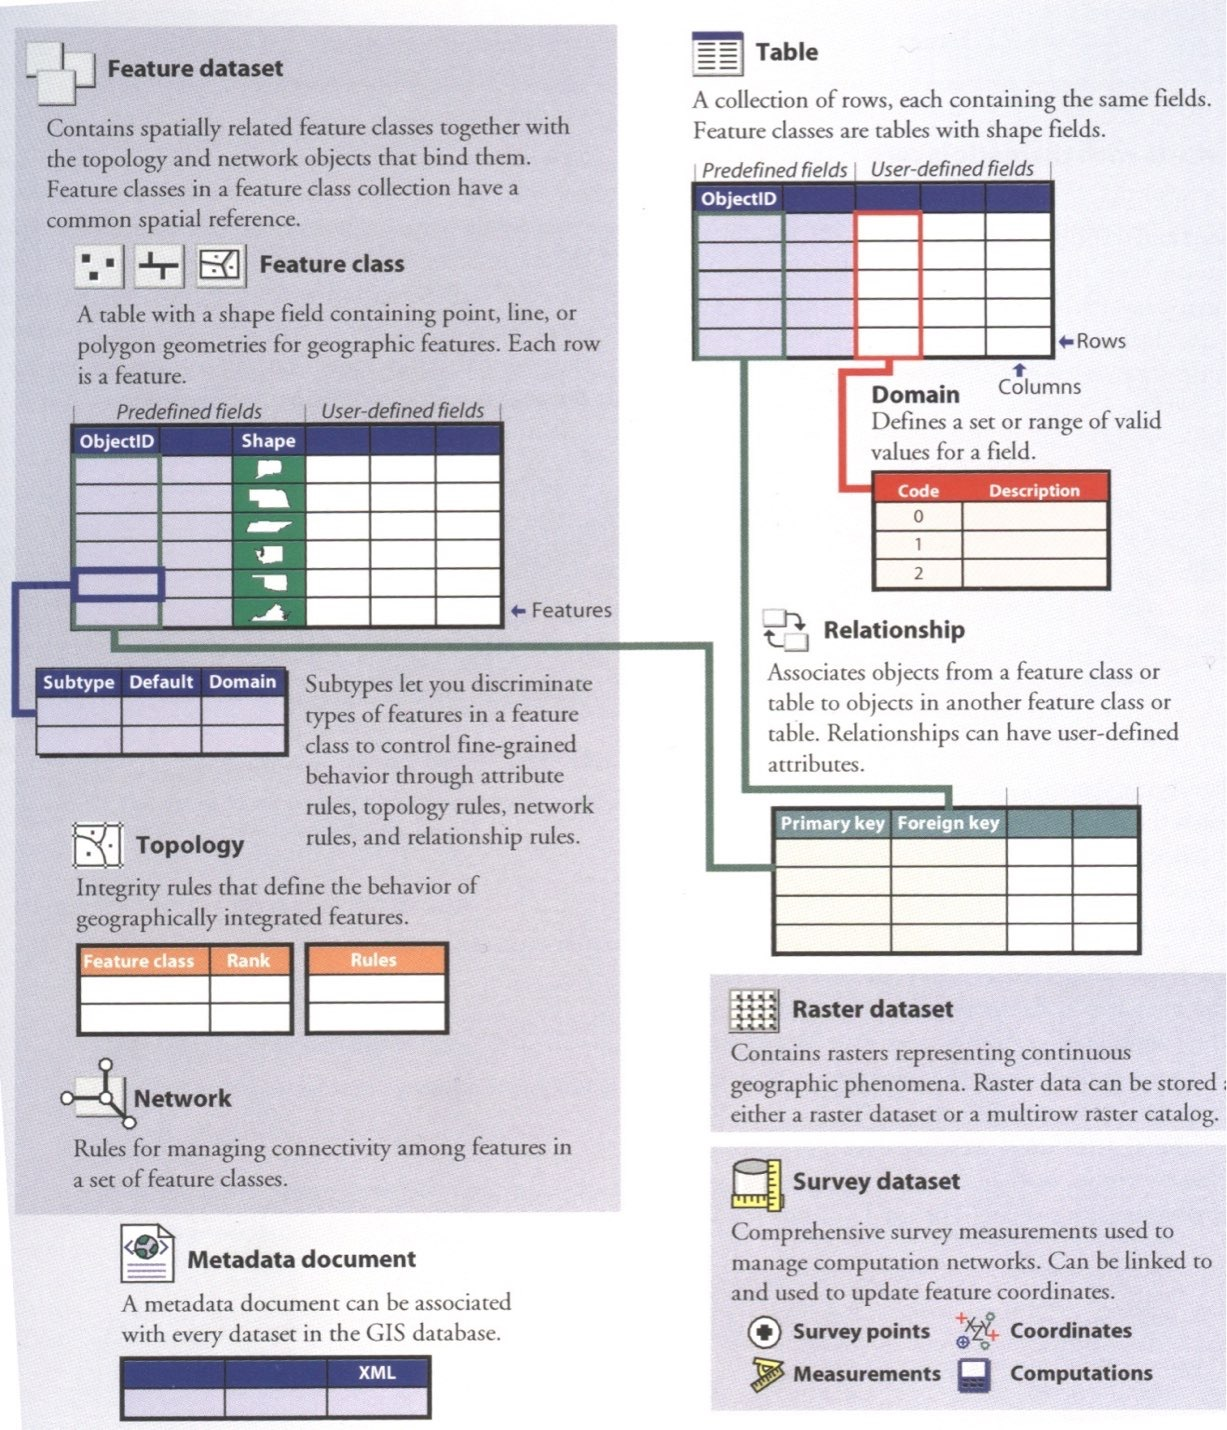 Feature dataset
Contains spatially related feature classes together with
the topology and network objects that bind them.
Feature classes in a feature class collection have a
common spatial reference.
Feature class
A table with a shape field containing point, line, or
polygon geometries for geographic features. Each row
is a feature.
Predefined fields User-defined fields
ObjectID Shape
Features
Subtype Default Domain
Subtypes let you discriminate
types of features in a feature
class to control fine-grained
behavior through attribute
rules, topology rules, network
rules, and relationship rules.
Topology
Integrity rules that define the behavior of
geographically integrated features.
Feature class Rank Rules
Network
Rules for managing connectivity among features in
a set of feature classes.
Metadata document
A metadata document can be associated
with every dataset in the GIS database.
XML
Table
A collection of rows, each containing the same fields.
Feature classes are tables with shape fields.
Predefined fields User-defined fields
ObjectID
Rows
Columns
Domain
Defines a set or range of valid
values for a field.
Code Description
0
1
2
Relationship
Associates objects from a feature class or
table to objects in another feature class or
table. Relationships can have user-defined
attributes.
Primary key Foreign key
Raster dataset
Contains rasters representing continuous
geographic phenomena. Raster data can be stored
either a raster dataset or a multirow raster catalog.
Survey dataset
Comprehensive survey measurements used to
manage computation networks. Can be linked to
and used to update feature coordinates.
Survey points Coordinates
Measurements Computations